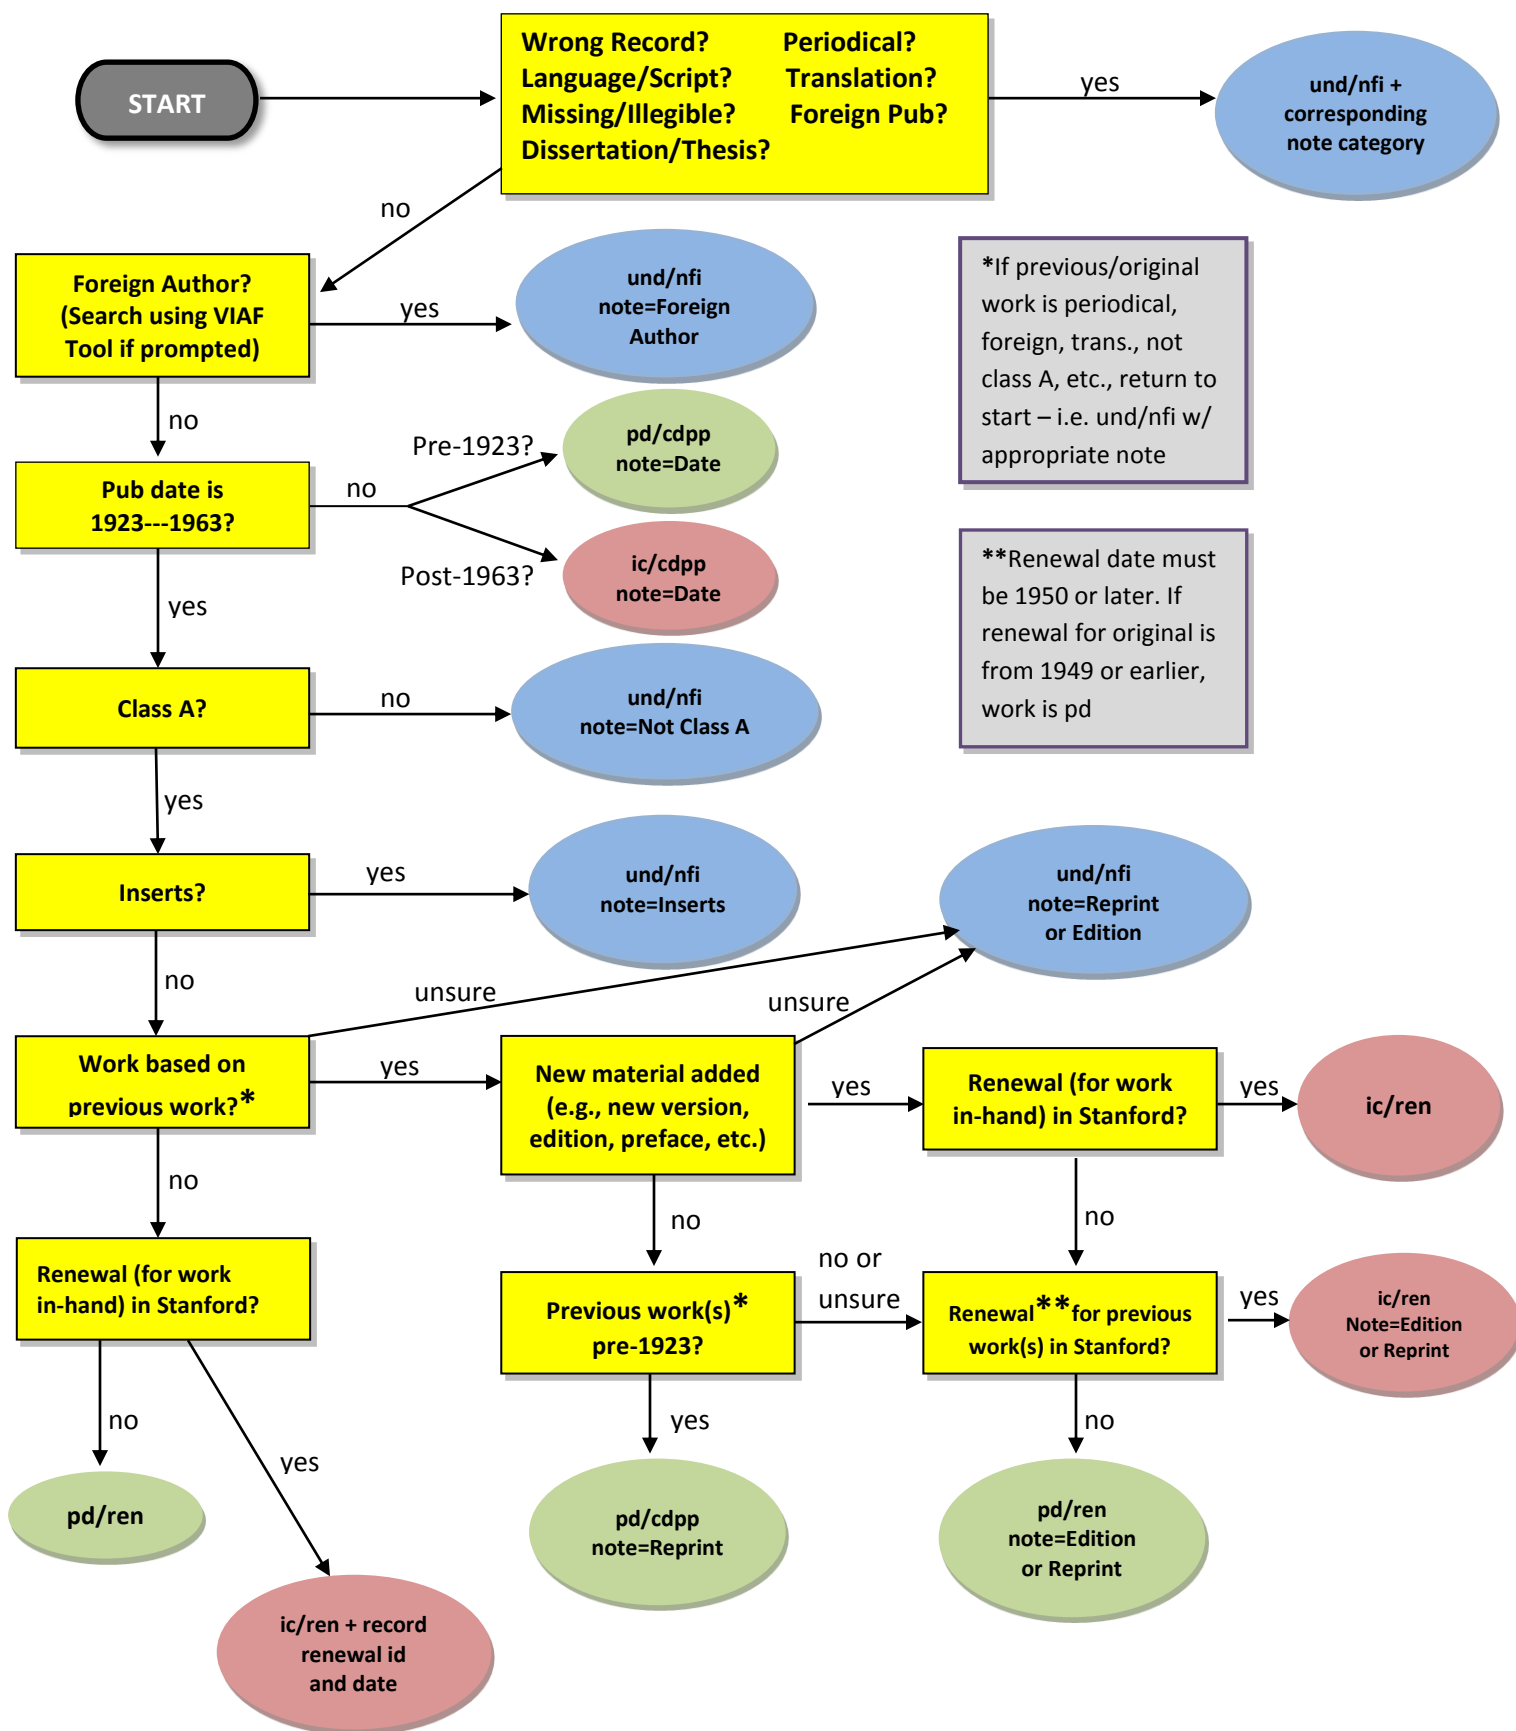 START
Wrong Record? Periodical?
Language/Script? Translation?
Missing/Illegible? Foreign Pub?
Dissertation/Thesis?
yes
und/nfi +
corresponding
note category
no
Foreign Author?
(Search using VIAF
Tool if prompted)
yes
und/nfi
note=Foreign
Author
*If previous/original
work is periodical,
foreign, trans., not
class A, etc., return to
start – i.e. und/nfi w/
appropriate note
no
Pub date is
1923---1963?
no
Pre-1923?
pd/cdpp
note=Date
Post-1963?
ic/cdpp
note=Date
**Renewal date must
be 1950 or later. If
renewal for original is
from 1949 or earlier,
work is pd
yes
Class A?
no
und/nfi
note=Not Class A
yes
Inserts?
yes
und/nfi
note=Inserts
und/nfi
note=Reprint
or Edition
no
unsure
unsure
Work based on
previous work?*
yes
New material added
(e.g., new version,
edition, preface, etc.)
yes
Renewal (for work
in-hand) in Stanford?
yes
ic/ren
no
no
no
Renewal (for work
in-hand) in Stanford?
Previous work(s)*
pre-1923?
no or
unsure
Renewal**for previous
work(s) in Stanford?
yes
ic/ren
Note=Edition
or Reprint
no
yes
yes
no
pd/ren
pd/cdpp
note=Reprint
pd/ren
note=Edition
or Reprint
ic/ren + record
renewal id
and date